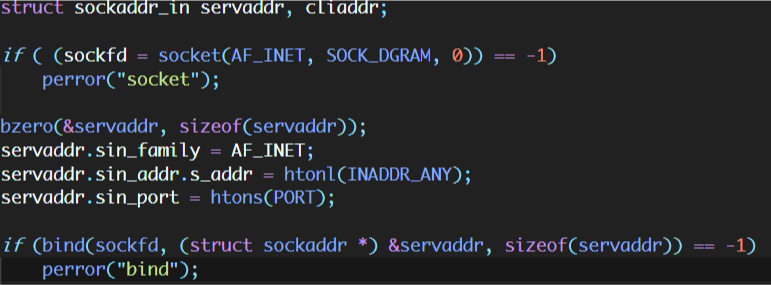 struct sockaddr_in servaddr, cliaddr;
if ( (sockfd = socket(AF_INET, SOCK_DGRAM, 0)) == -1)
perror("socket");
bzero(&servaddr, sizeof(servaddr));
servaddr.sin_family = AF_INET;
servaddr.sin_addr.s_addr = htonl(INADDR_ANY);
servaddr.sin_port = htons(PORT);
if (bind(sockfd, (struct sockaddr *) &servaddr, sizeof(servaddr)) == -1)
perror("bind");